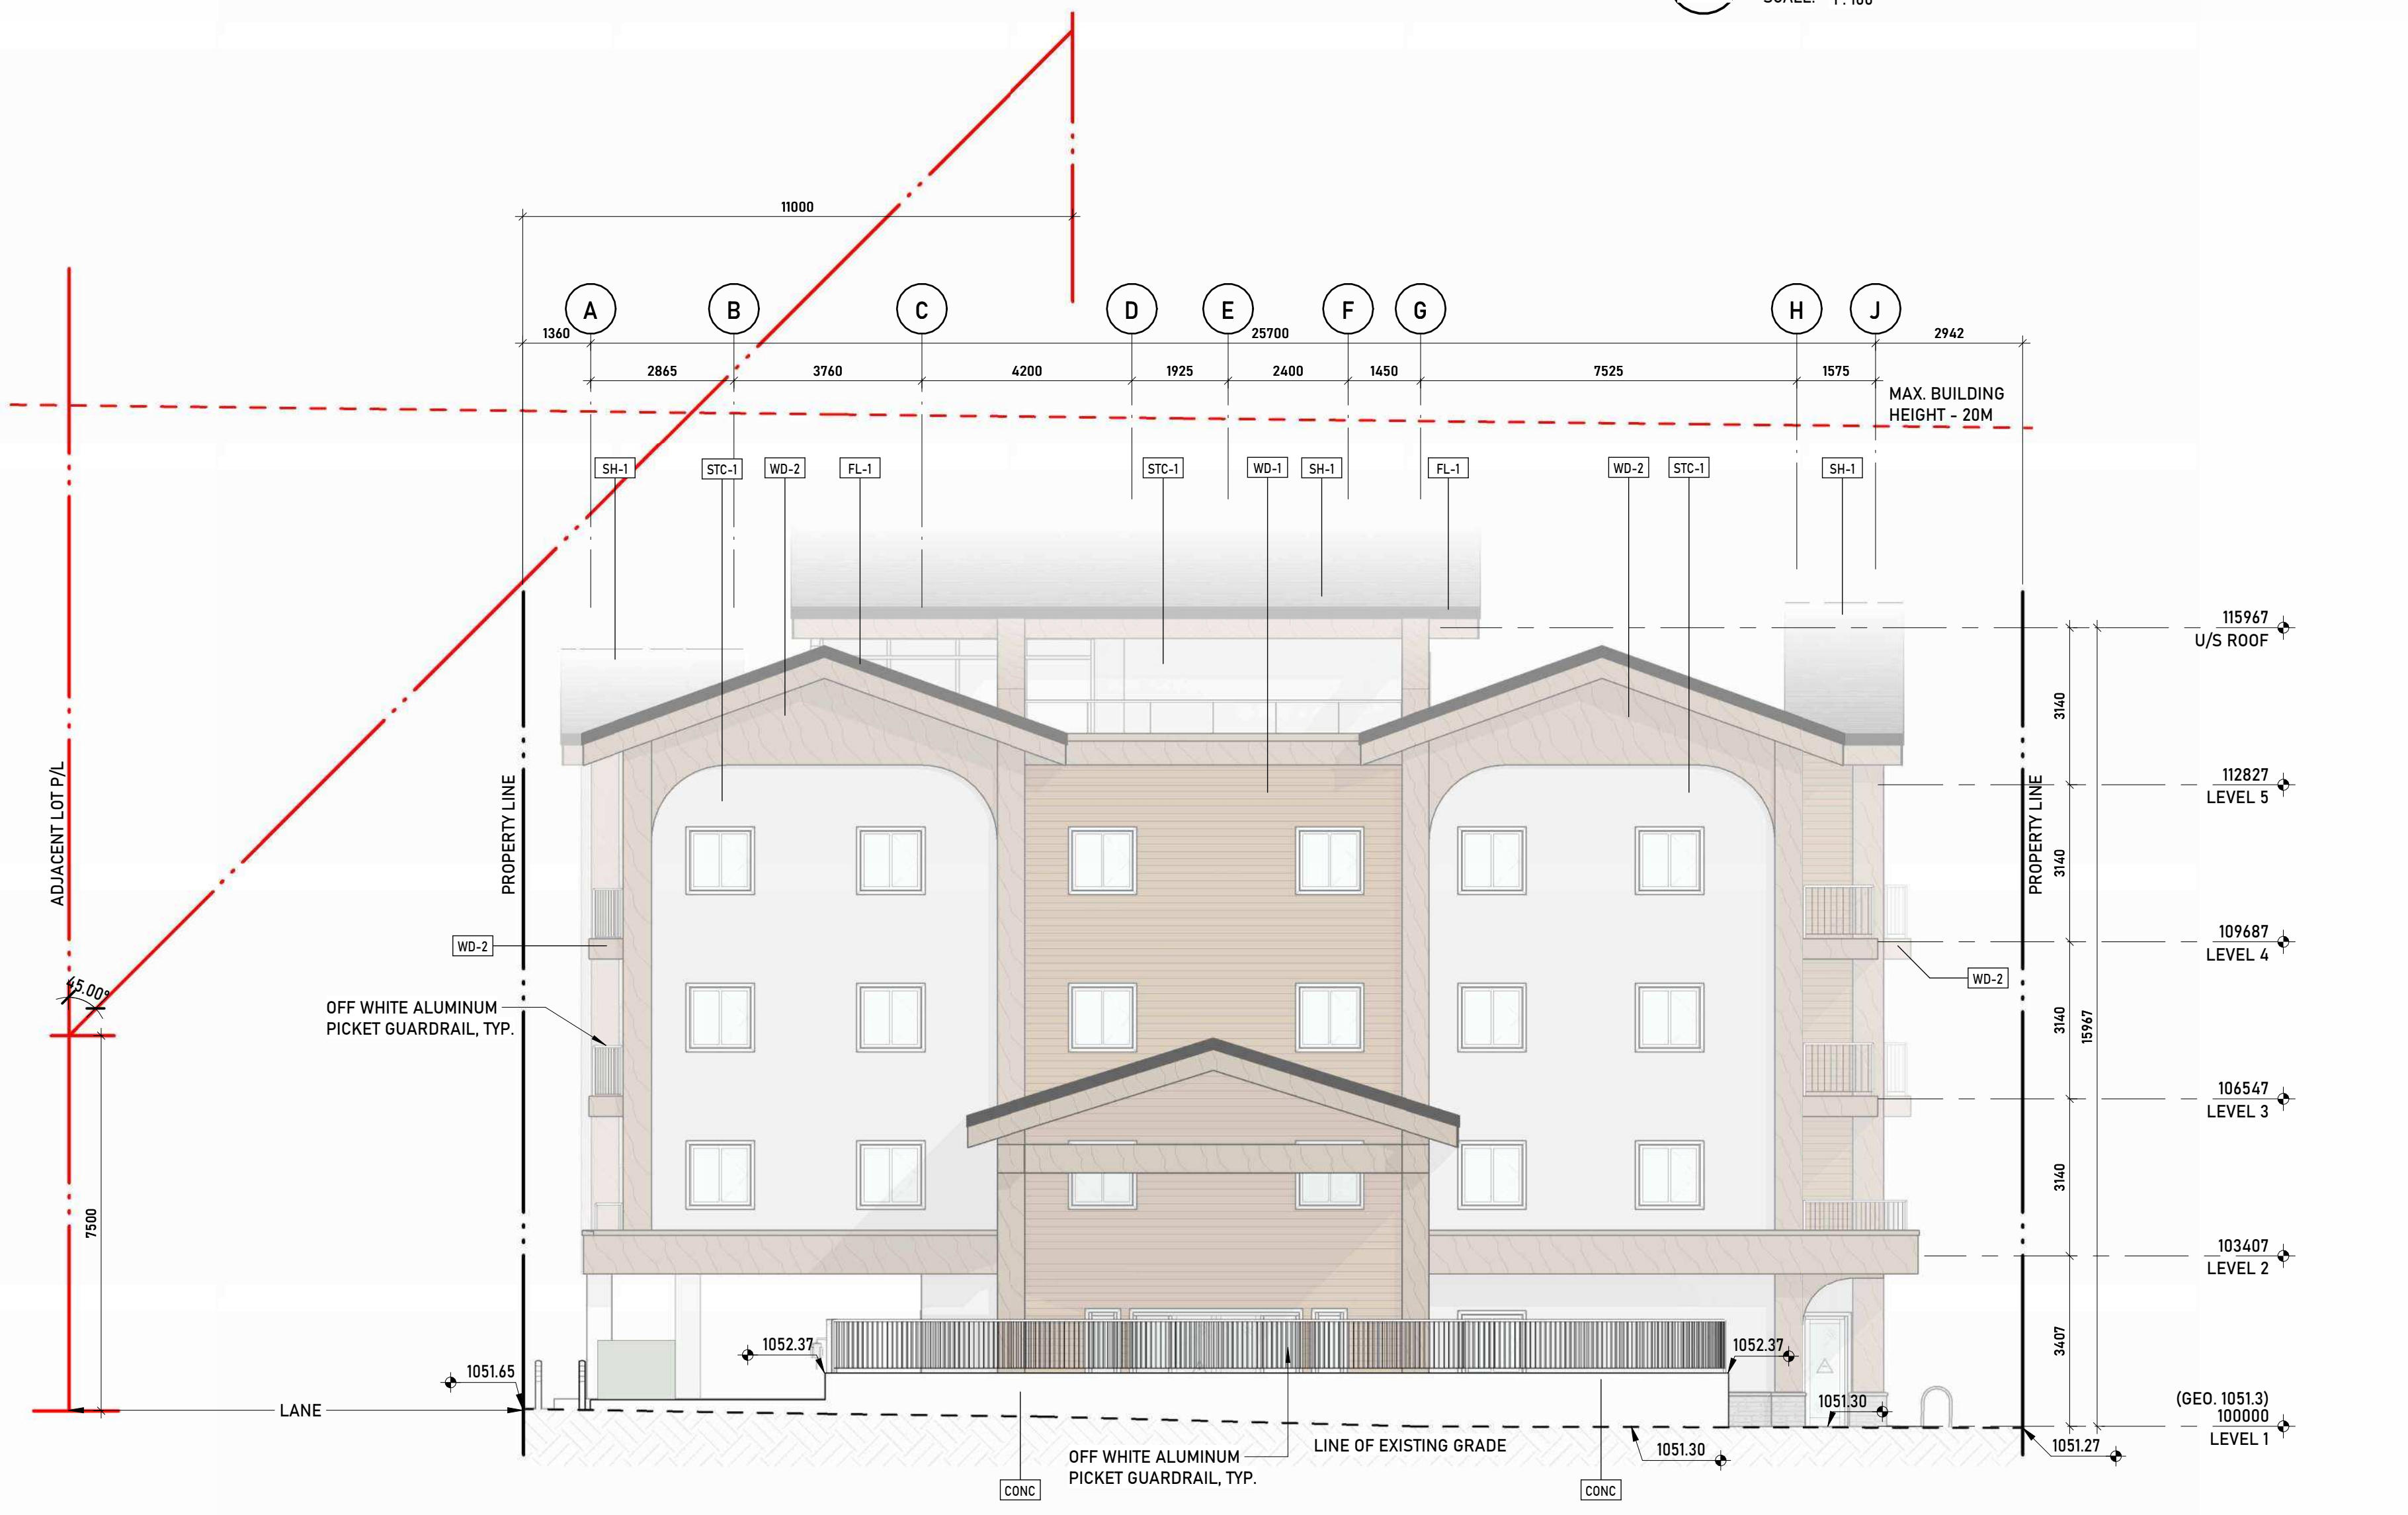 11000
A
B
C
D
E
F
G
H
J
1360
25700
2942
2865
3760
4200
1925
2400
1450
7525
1575
MAX. BUILDING
HEIGHT - 20M
SH-1
STC-1
WD-2
FL-1
STC-1
WD-1
SH-1
FL-1
WD-2
STC-1
SH-1
115967
U/S ROOF
3140
112827
LEVEL 5
ADJACENT LOT P/L
PROPERTY LINE
PROPERTY LINE
3140
109687
LEVEL 4
WD-2
WD-2
45.00°
OFF WHITE ALUMINUM
PICKET GUARDRAIL, TYP.
3140
15967
106547
LEVEL 3
3140
7500
103407
LEVEL 2
3407
1052.37
1052.37
1051.65
LANE
1051.30
(GEO. 1051.3)
100000
LEVEL 1
LINE OF EXISTING GRADE
1051.30
1051.27
OFF WHITE ALUMINUM
PICKET GUARDRAIL, TYP.
CONC
CONC